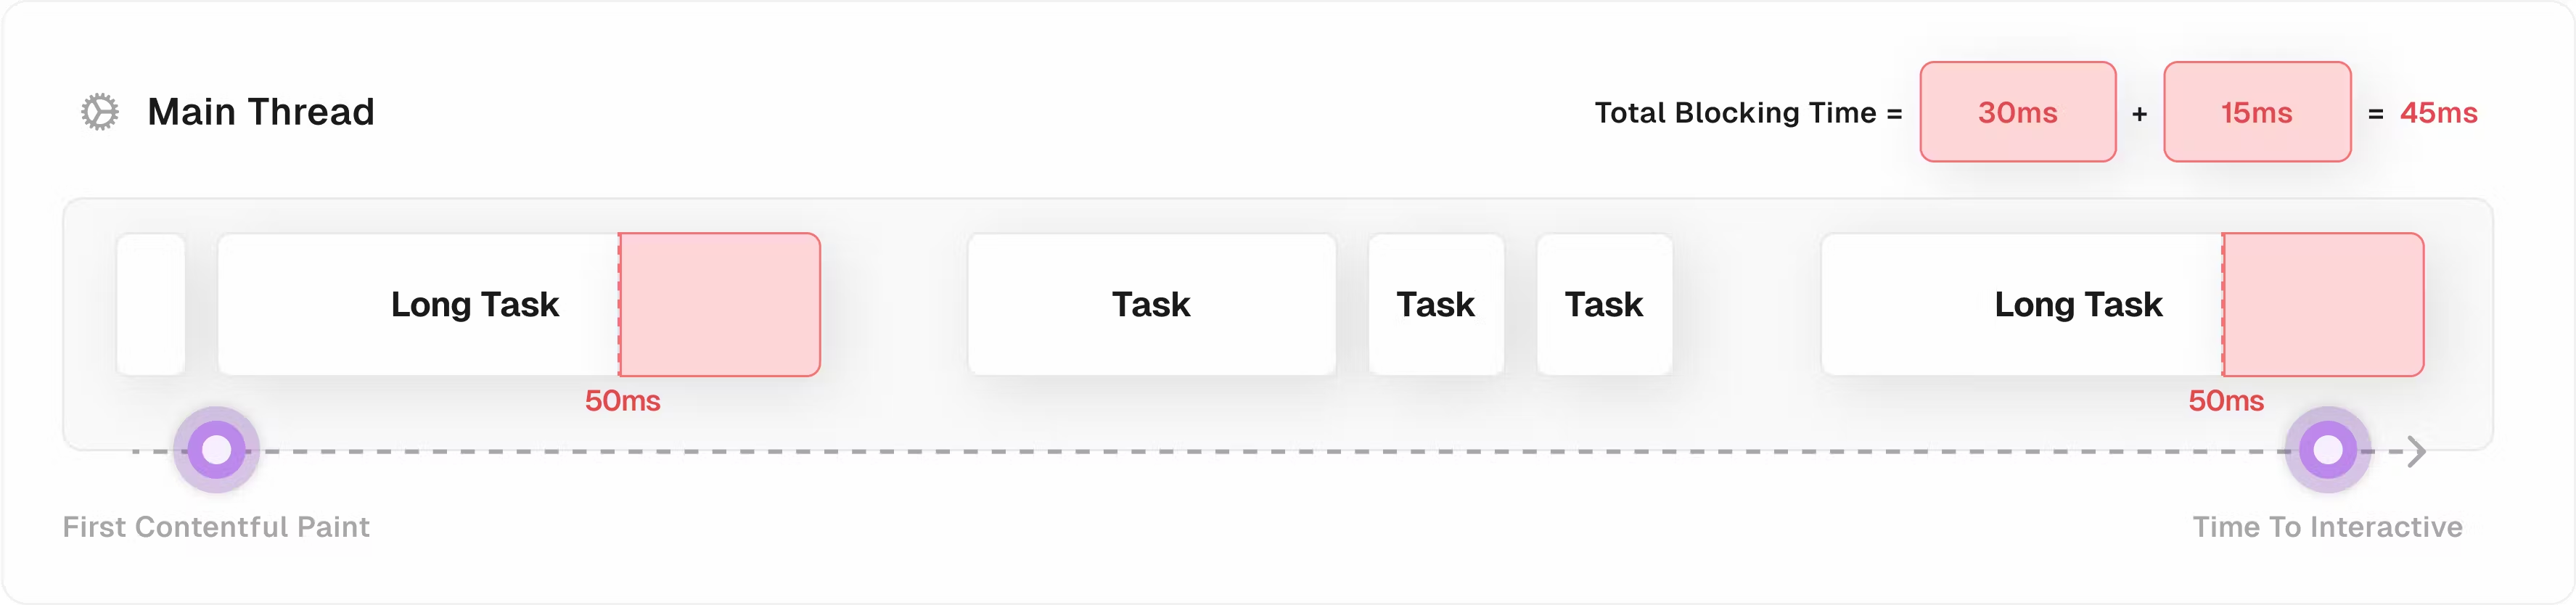 Main Thread
Total Blocking Time = 30ms + 15ms = 45ms
Long Task Task Task Task Long Task
50ms 50ms
First Contentful Paint Time To Interactive